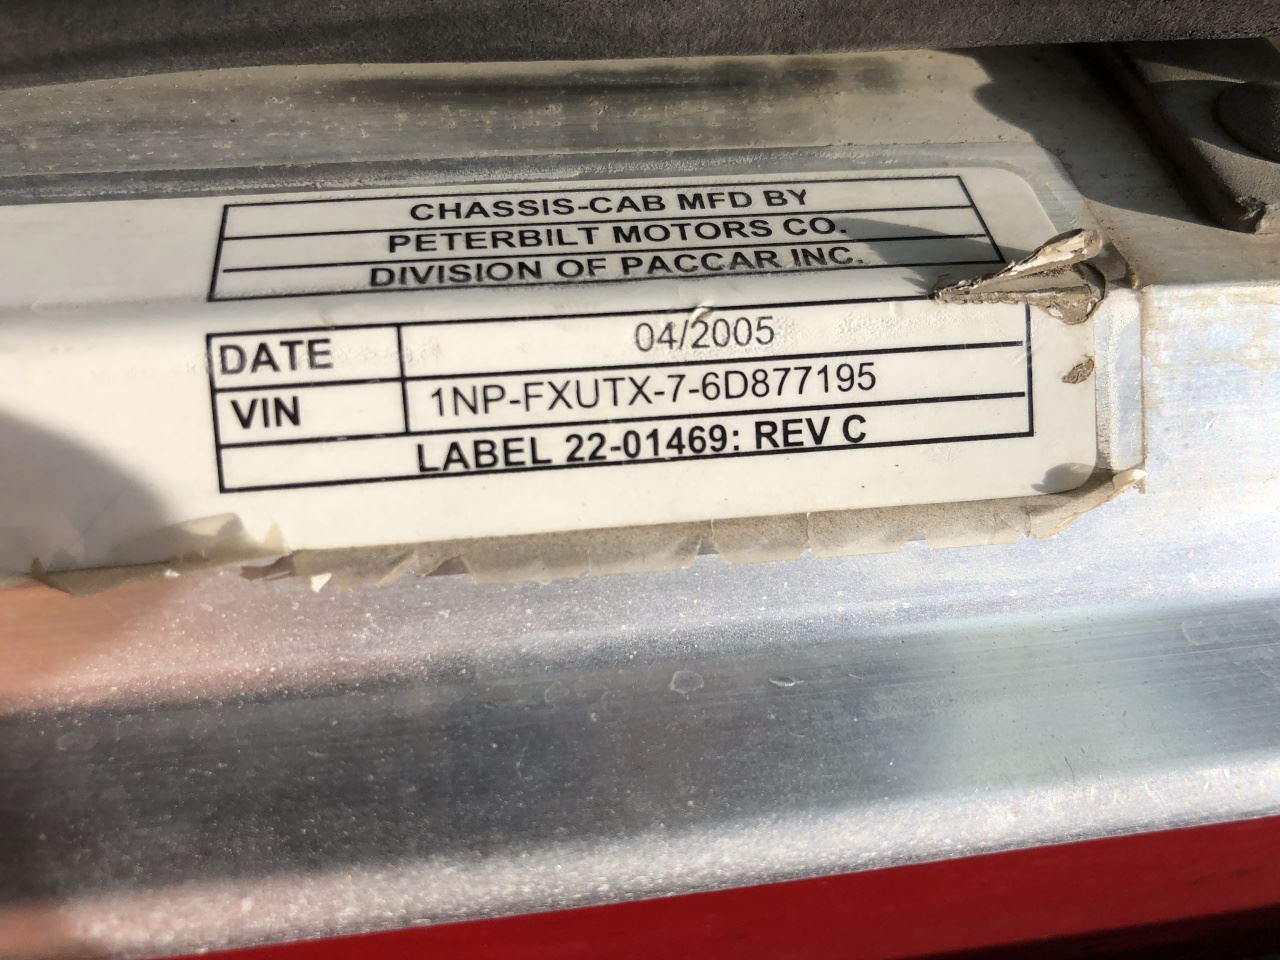 CHASSIS-CAB MFD BY
PETERBILT MOTORS CO.
DIVISION OF PACCAR INC.
DATE 04/2005
VIN 1NP-FXUTX-7-6D877195
LABEL 22-01469: REV C